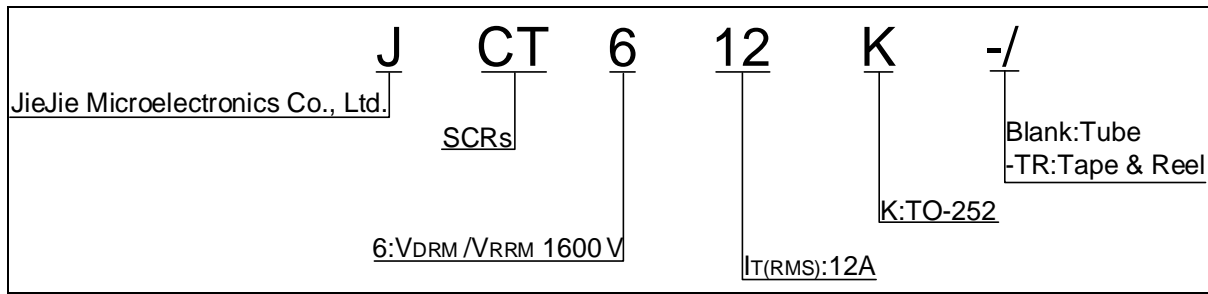 J CT 6 12 K -/
JieJie Microelectronics Co., Ltd.
SCRs
Blank:Tube
-TR:Tape & Reel
K:TO-252
6:VDRM /VRRM 1600 V
IT(RMS):12A